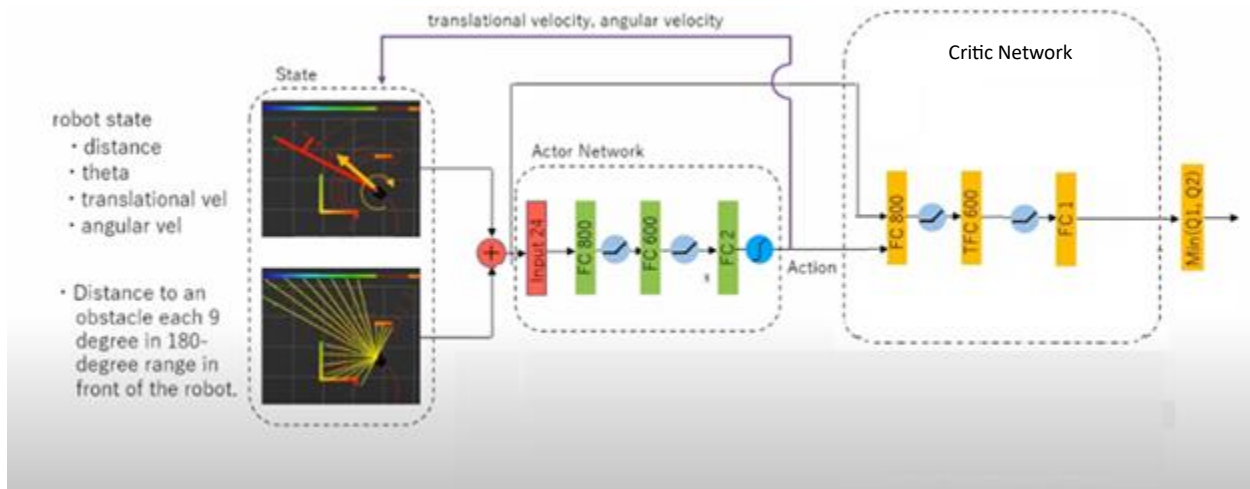 translational velocity, angular velocity
State
Critic Network
robot state
・distance
・theta
・translational vel
・angular vel
Actor Network
Input 24
FC 800
FC 600
FC 2
Action
FC 800
TFC 600
FC 1
Min(Q1, Q2)
・Distance to an
obstacle each 9
degree in 180-
degree range in
front of the robot.